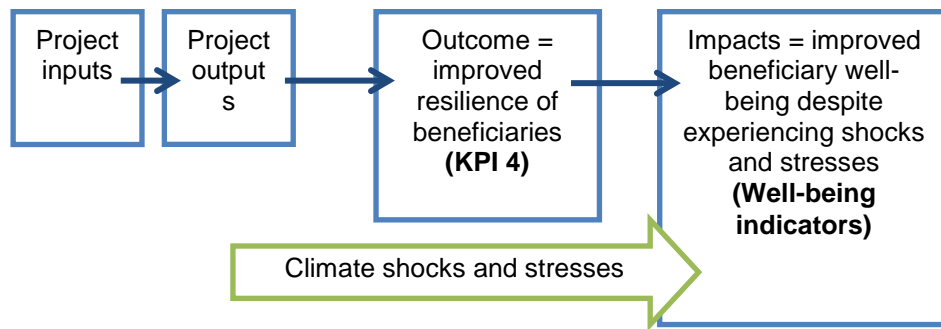 Project
inputs
Project
output
s
Outcome =
improved
resilience of
beneficiaries
(KPI 4)
Impacts = improved
beneficiary well-
being despite
experiencing shocks
and stresses
(Well-being
indicators)
Climate shocks and stresses